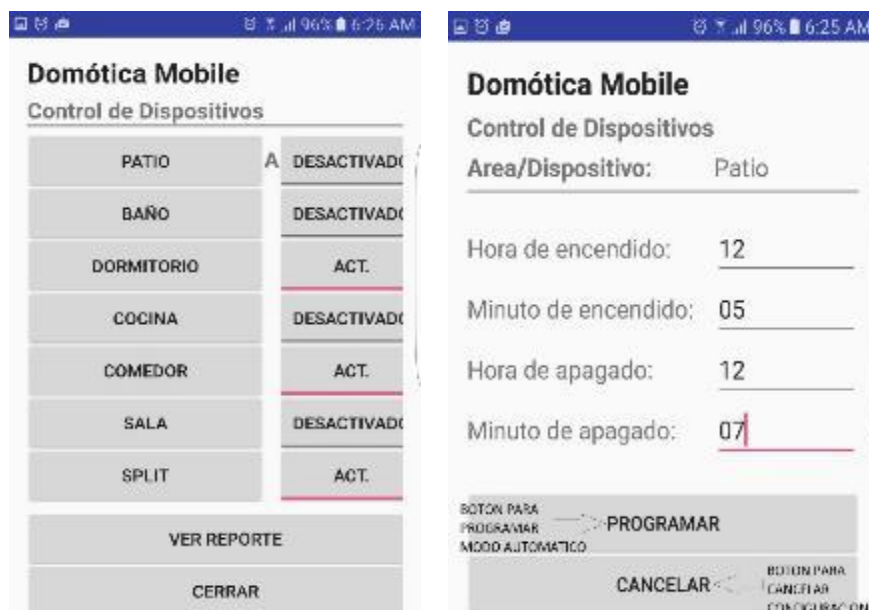 96% 6:26 AM
Domótica Mobile
Control de Dispositivos
PATIO A DESACTIVADO
BAÑO DESACTIVADO
DORMITORIO ACT.
COCINA DESACTIVADO
COMEDOR ACT.
SALA DESACTIVADO
SPLIT ACT.
VER REPORTE
CERRAR
96% 6:25 AM
Domótica Mobile
Control de Dispositivos
Area/Dispositivo: Patio
Hora de encendido: 12
Minuto de encendido: 05
Hora de apagado: 12
Minuto de apagado: 07
BOTON PARA
PROGRAMAR
MODO AUTOMATICO
PROGRAMAR
CANCELAR
BOTON PARA
CANCELAR
CONFIGURACION